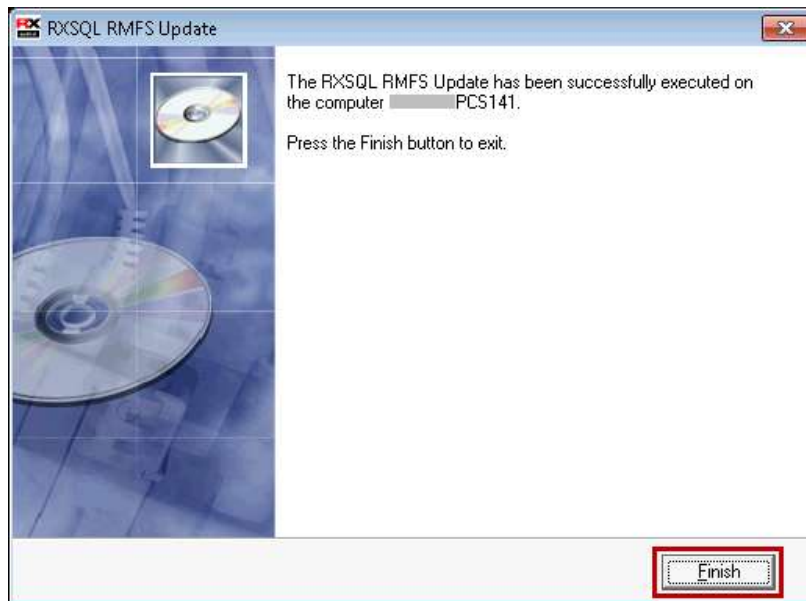 RX RXSQL RMFS Update
The RXSQL RMFS Update has been successfully executed on
the computer PCS141.
Press the Finish button to exit.
Finish